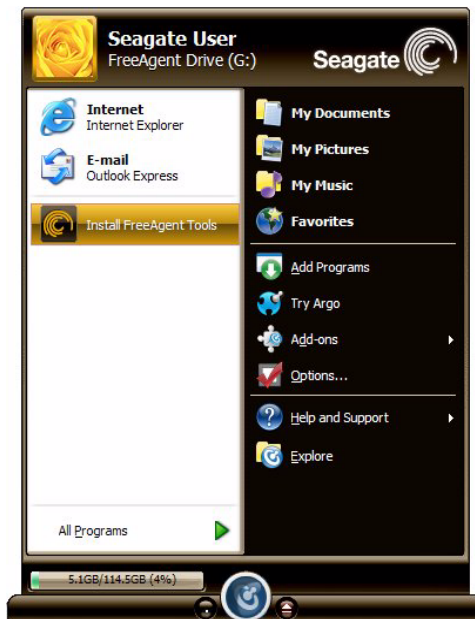 Seagate User
FreeAgent Drive (G:)
Seagate
Internet
Internet Explorer
E-mail
Outlook Express
Install FreeAgent Tools
All Programs
My Documents
My Pictures
My Music
Favorites
Add Programs
Try Argo
Add-ons
Options...
Help and Support
Explore
5.1GB/114.5GB (4%)